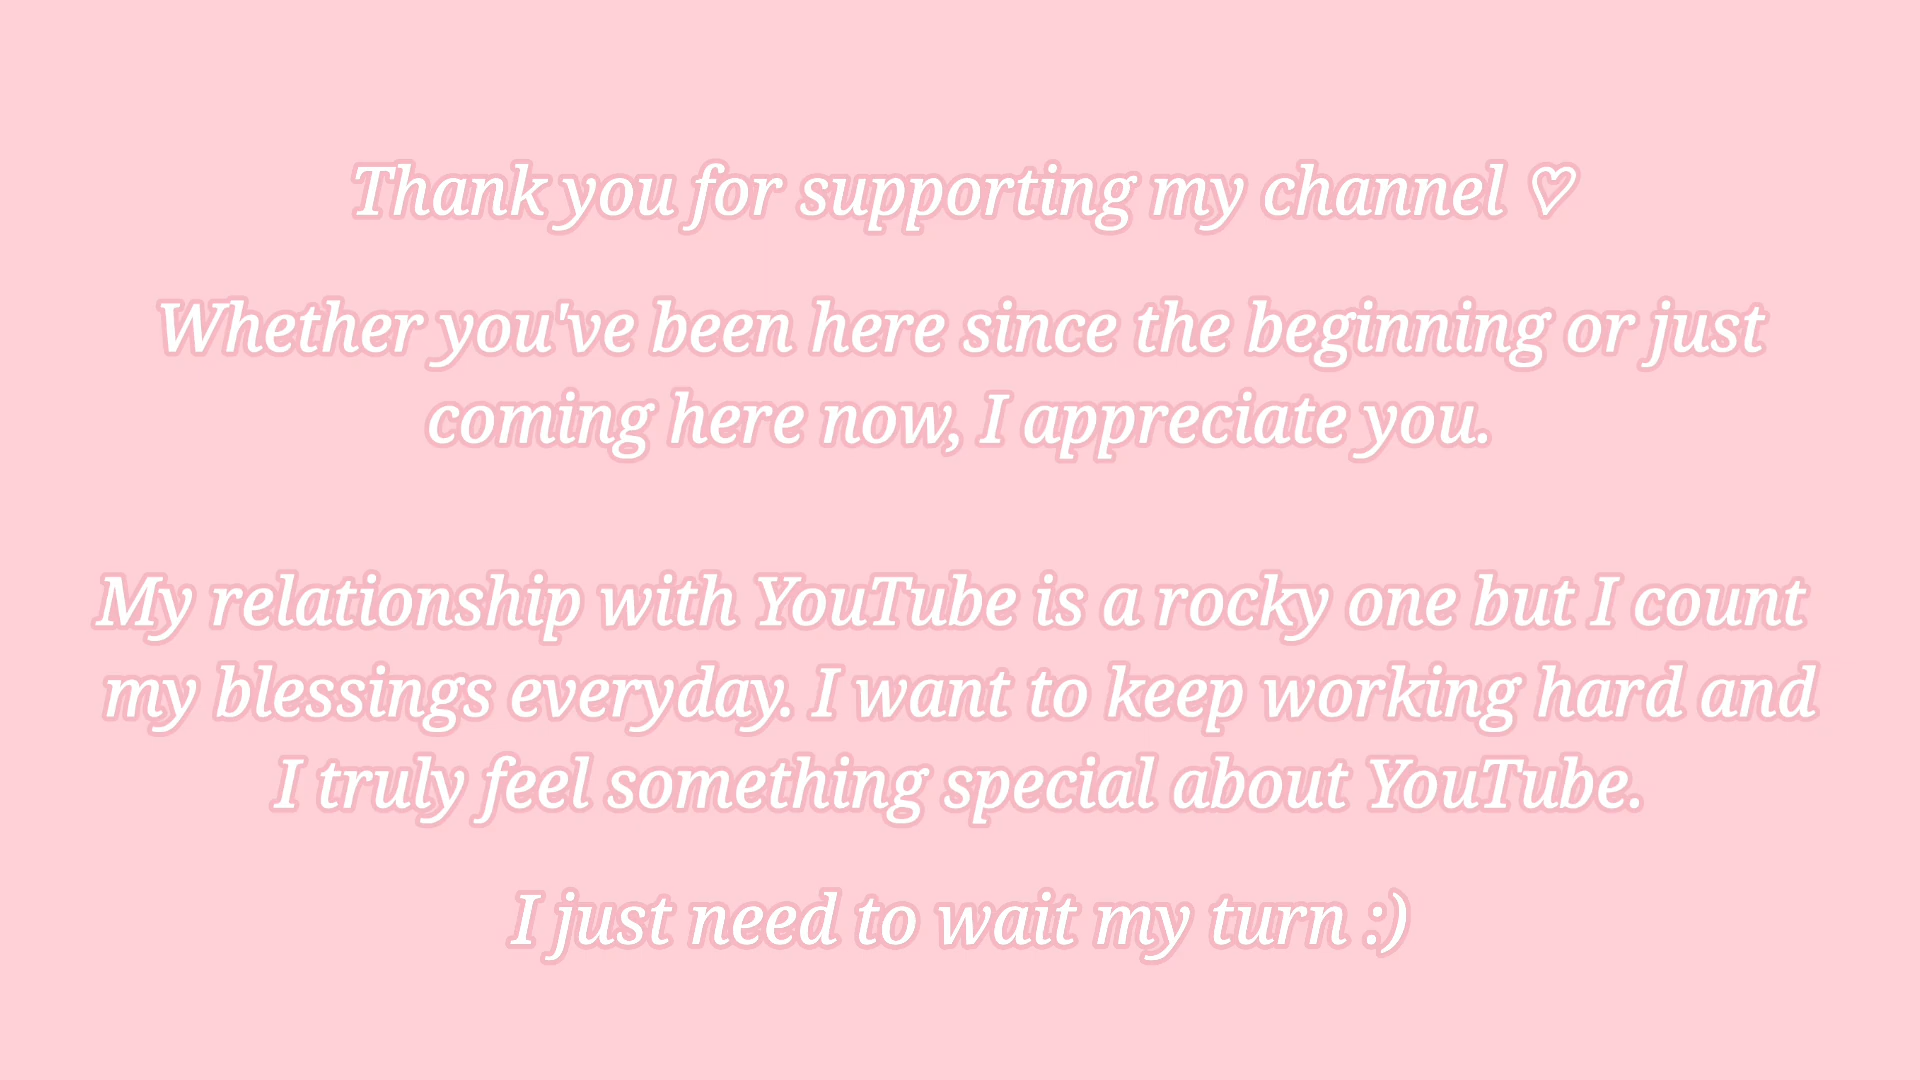 Thank you for supporting my channel ♡
Whether you've been here since the beginning or just
coming here now, I appreciate you.
My relationship with YouTube is a rocky one but I count
my blessings everyday. I want to keep working hard and
I truly feel something special about YouTube.
I just need to wait my turn :)